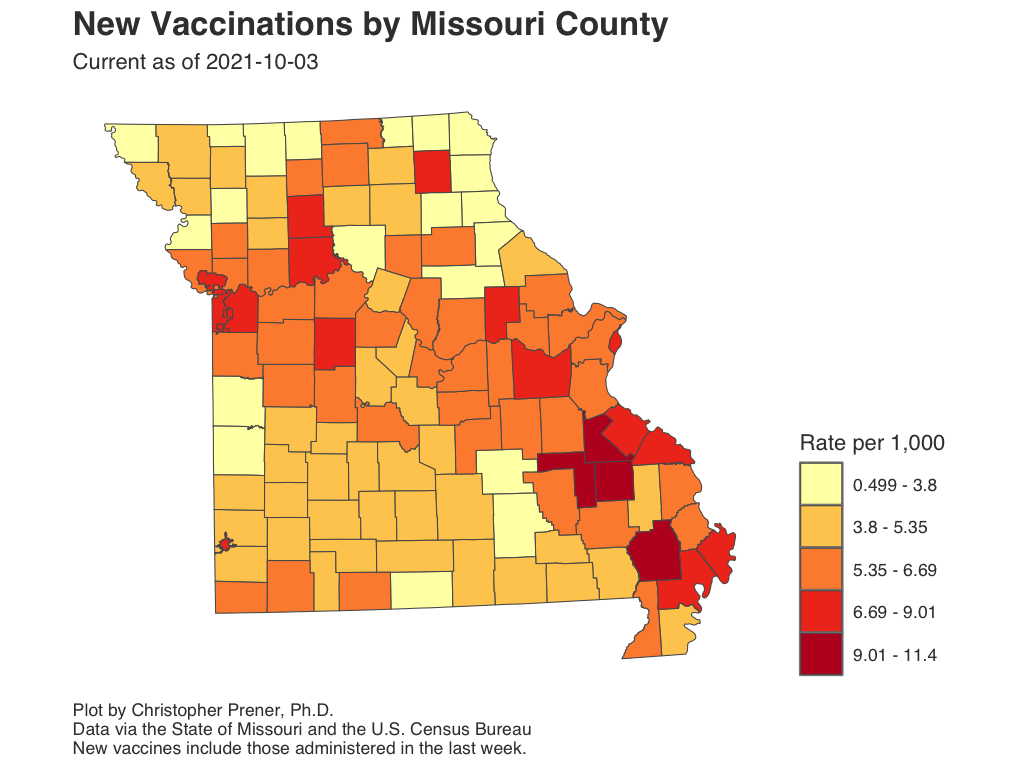 New Vaccinations by Missouri County
Current as of 2021-10-03
Rate per 1,000
0.499 - 3.8
3.8 - 5.35
5.35 - 6.69
6.69 - 9.01
9.01 - 11.4
Plot by Christopher Prener, Ph.D.
Data via the State of Missouri and the U.S. Census Bureau
New vaccines include those administered in the last week.